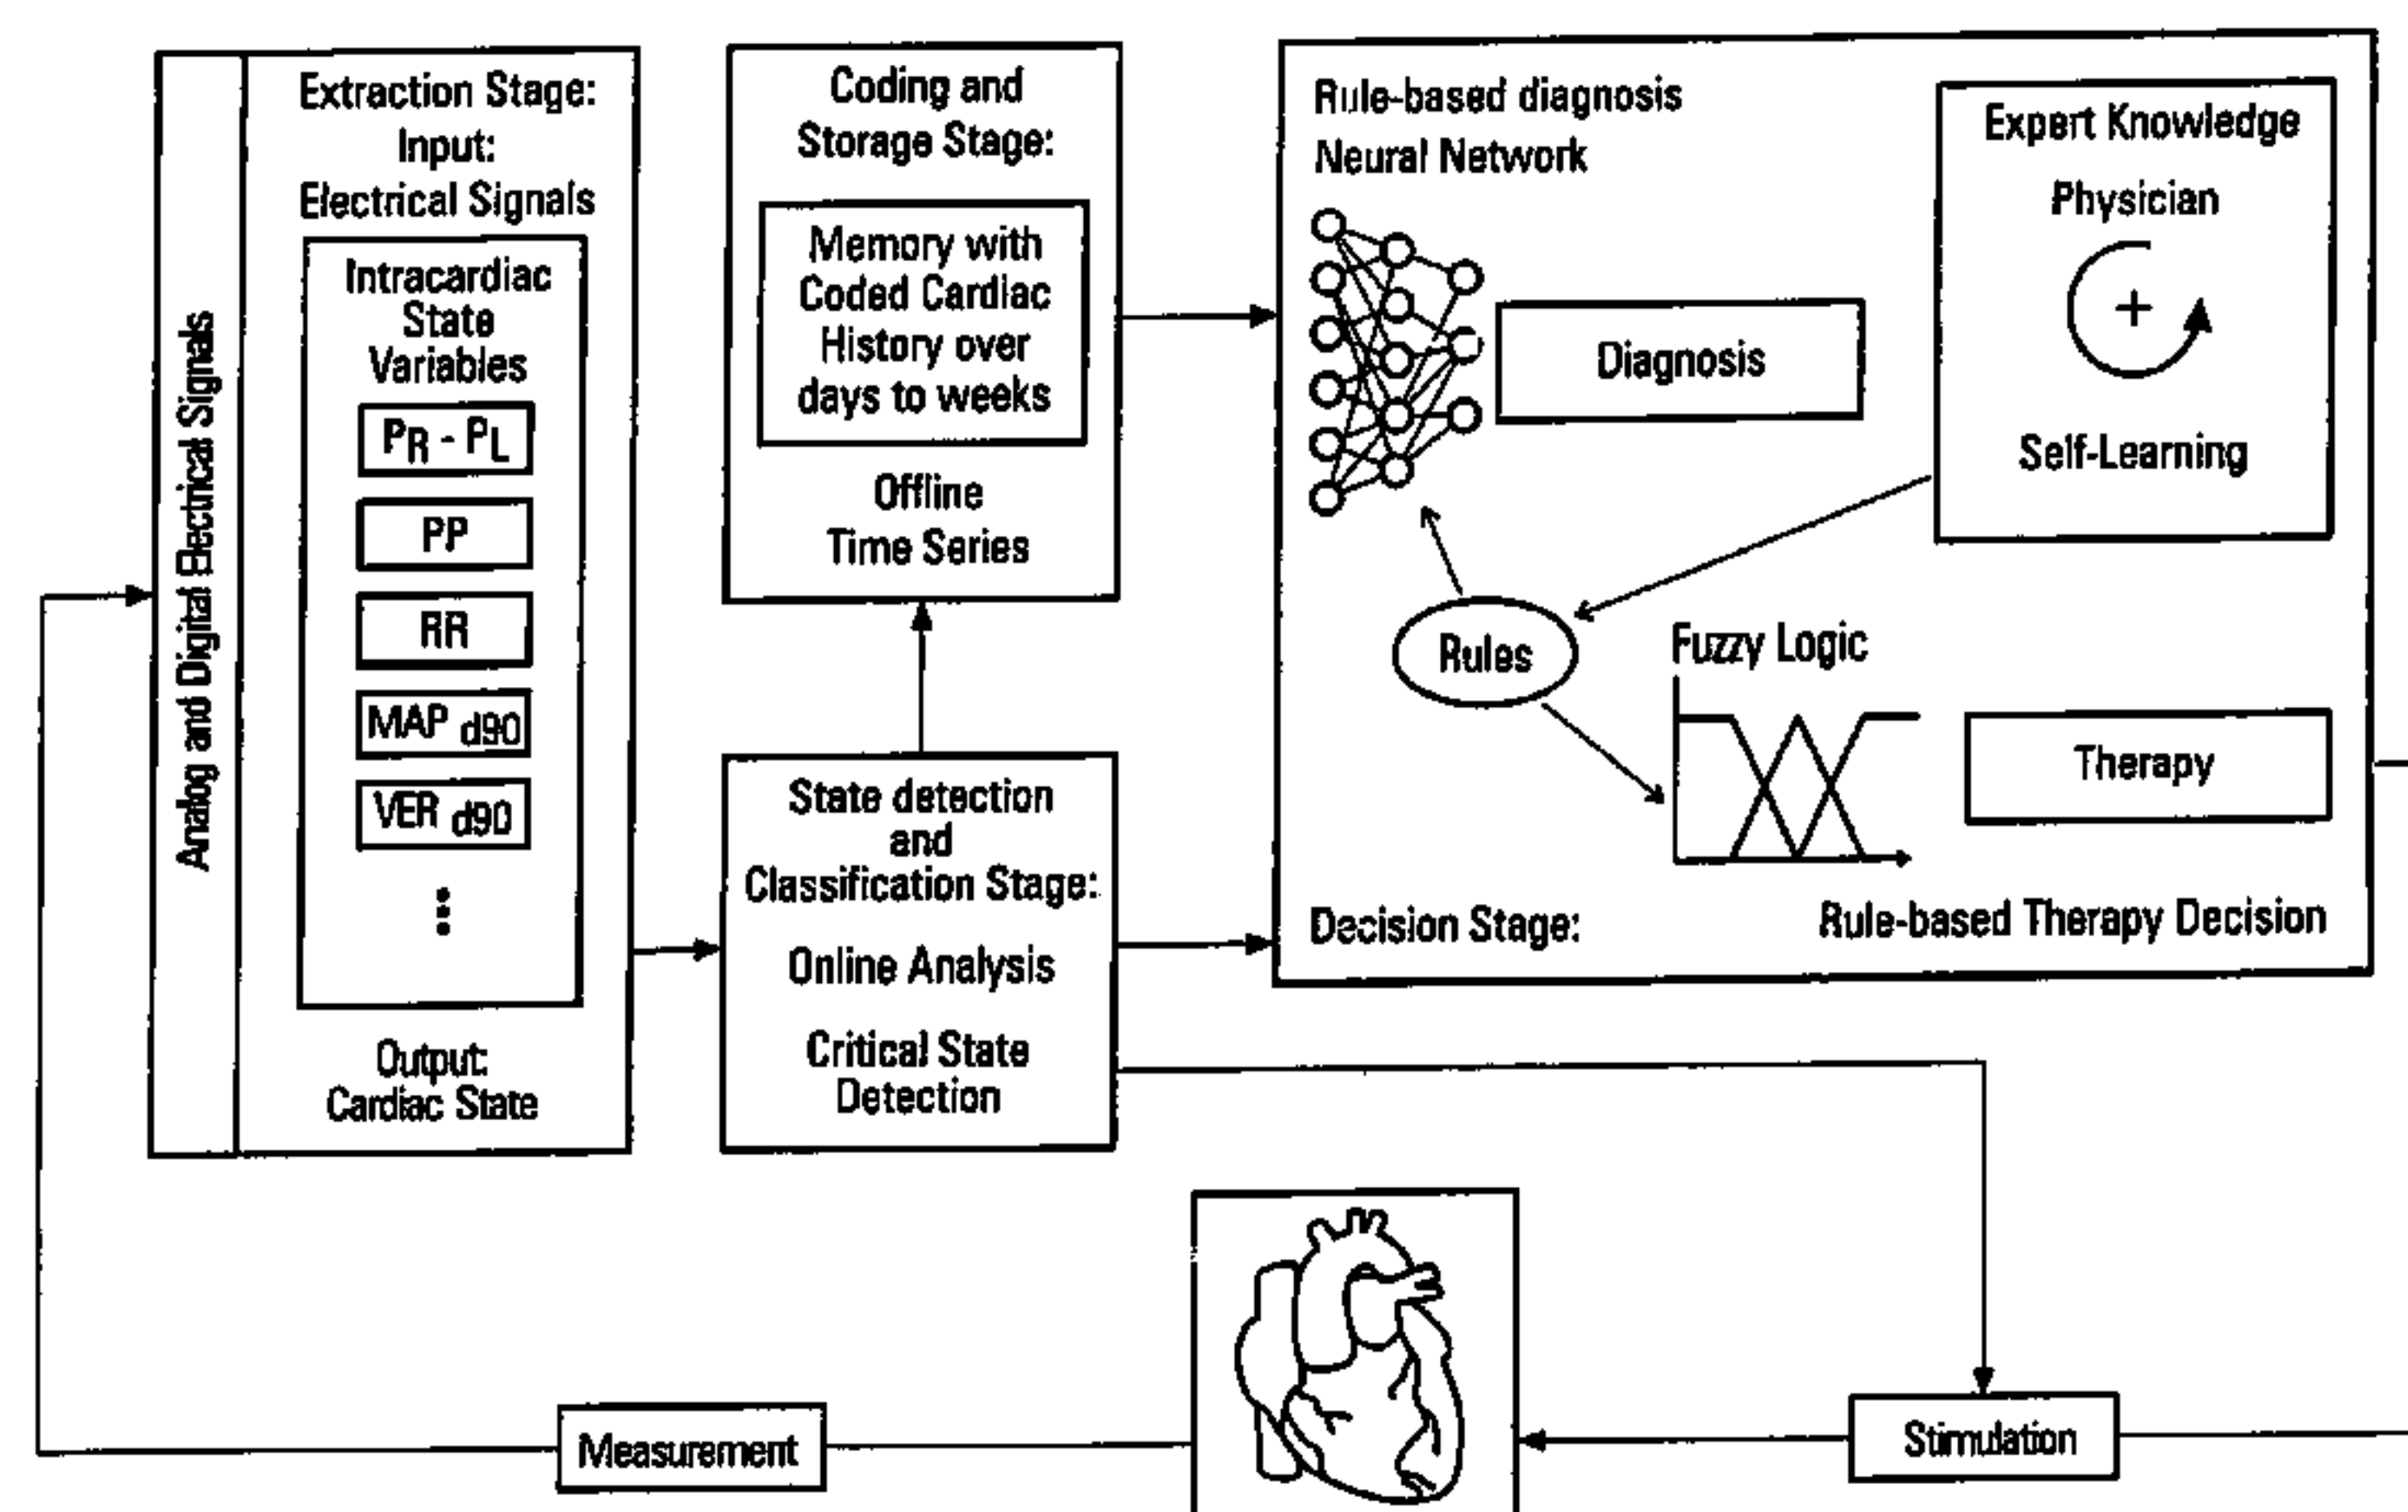 Analog and Digital Electrical Signals
Extraction Stage:
Input:
Electrical Signals
Intracardiac
State
Variables
PR - PL
PP
RR
MAP d90
VER d90
Output:
Cardiac State
Coding and
Storage Stage:
Memory with
Coded Cardiac
History over
days to weeks
Offline
Time Series
State detection
and
Classification Stage:
Online Analysis
Critical State
Detection
Rule-based diagnosis
Neural Network
Diagnosis
Expert Knowledge
Physician
+
Self-Learning
Rules
Fuzzy Logic
Therapy
Decision Stage:
Rule-based Therapy Decision
Measurement
Stimulation